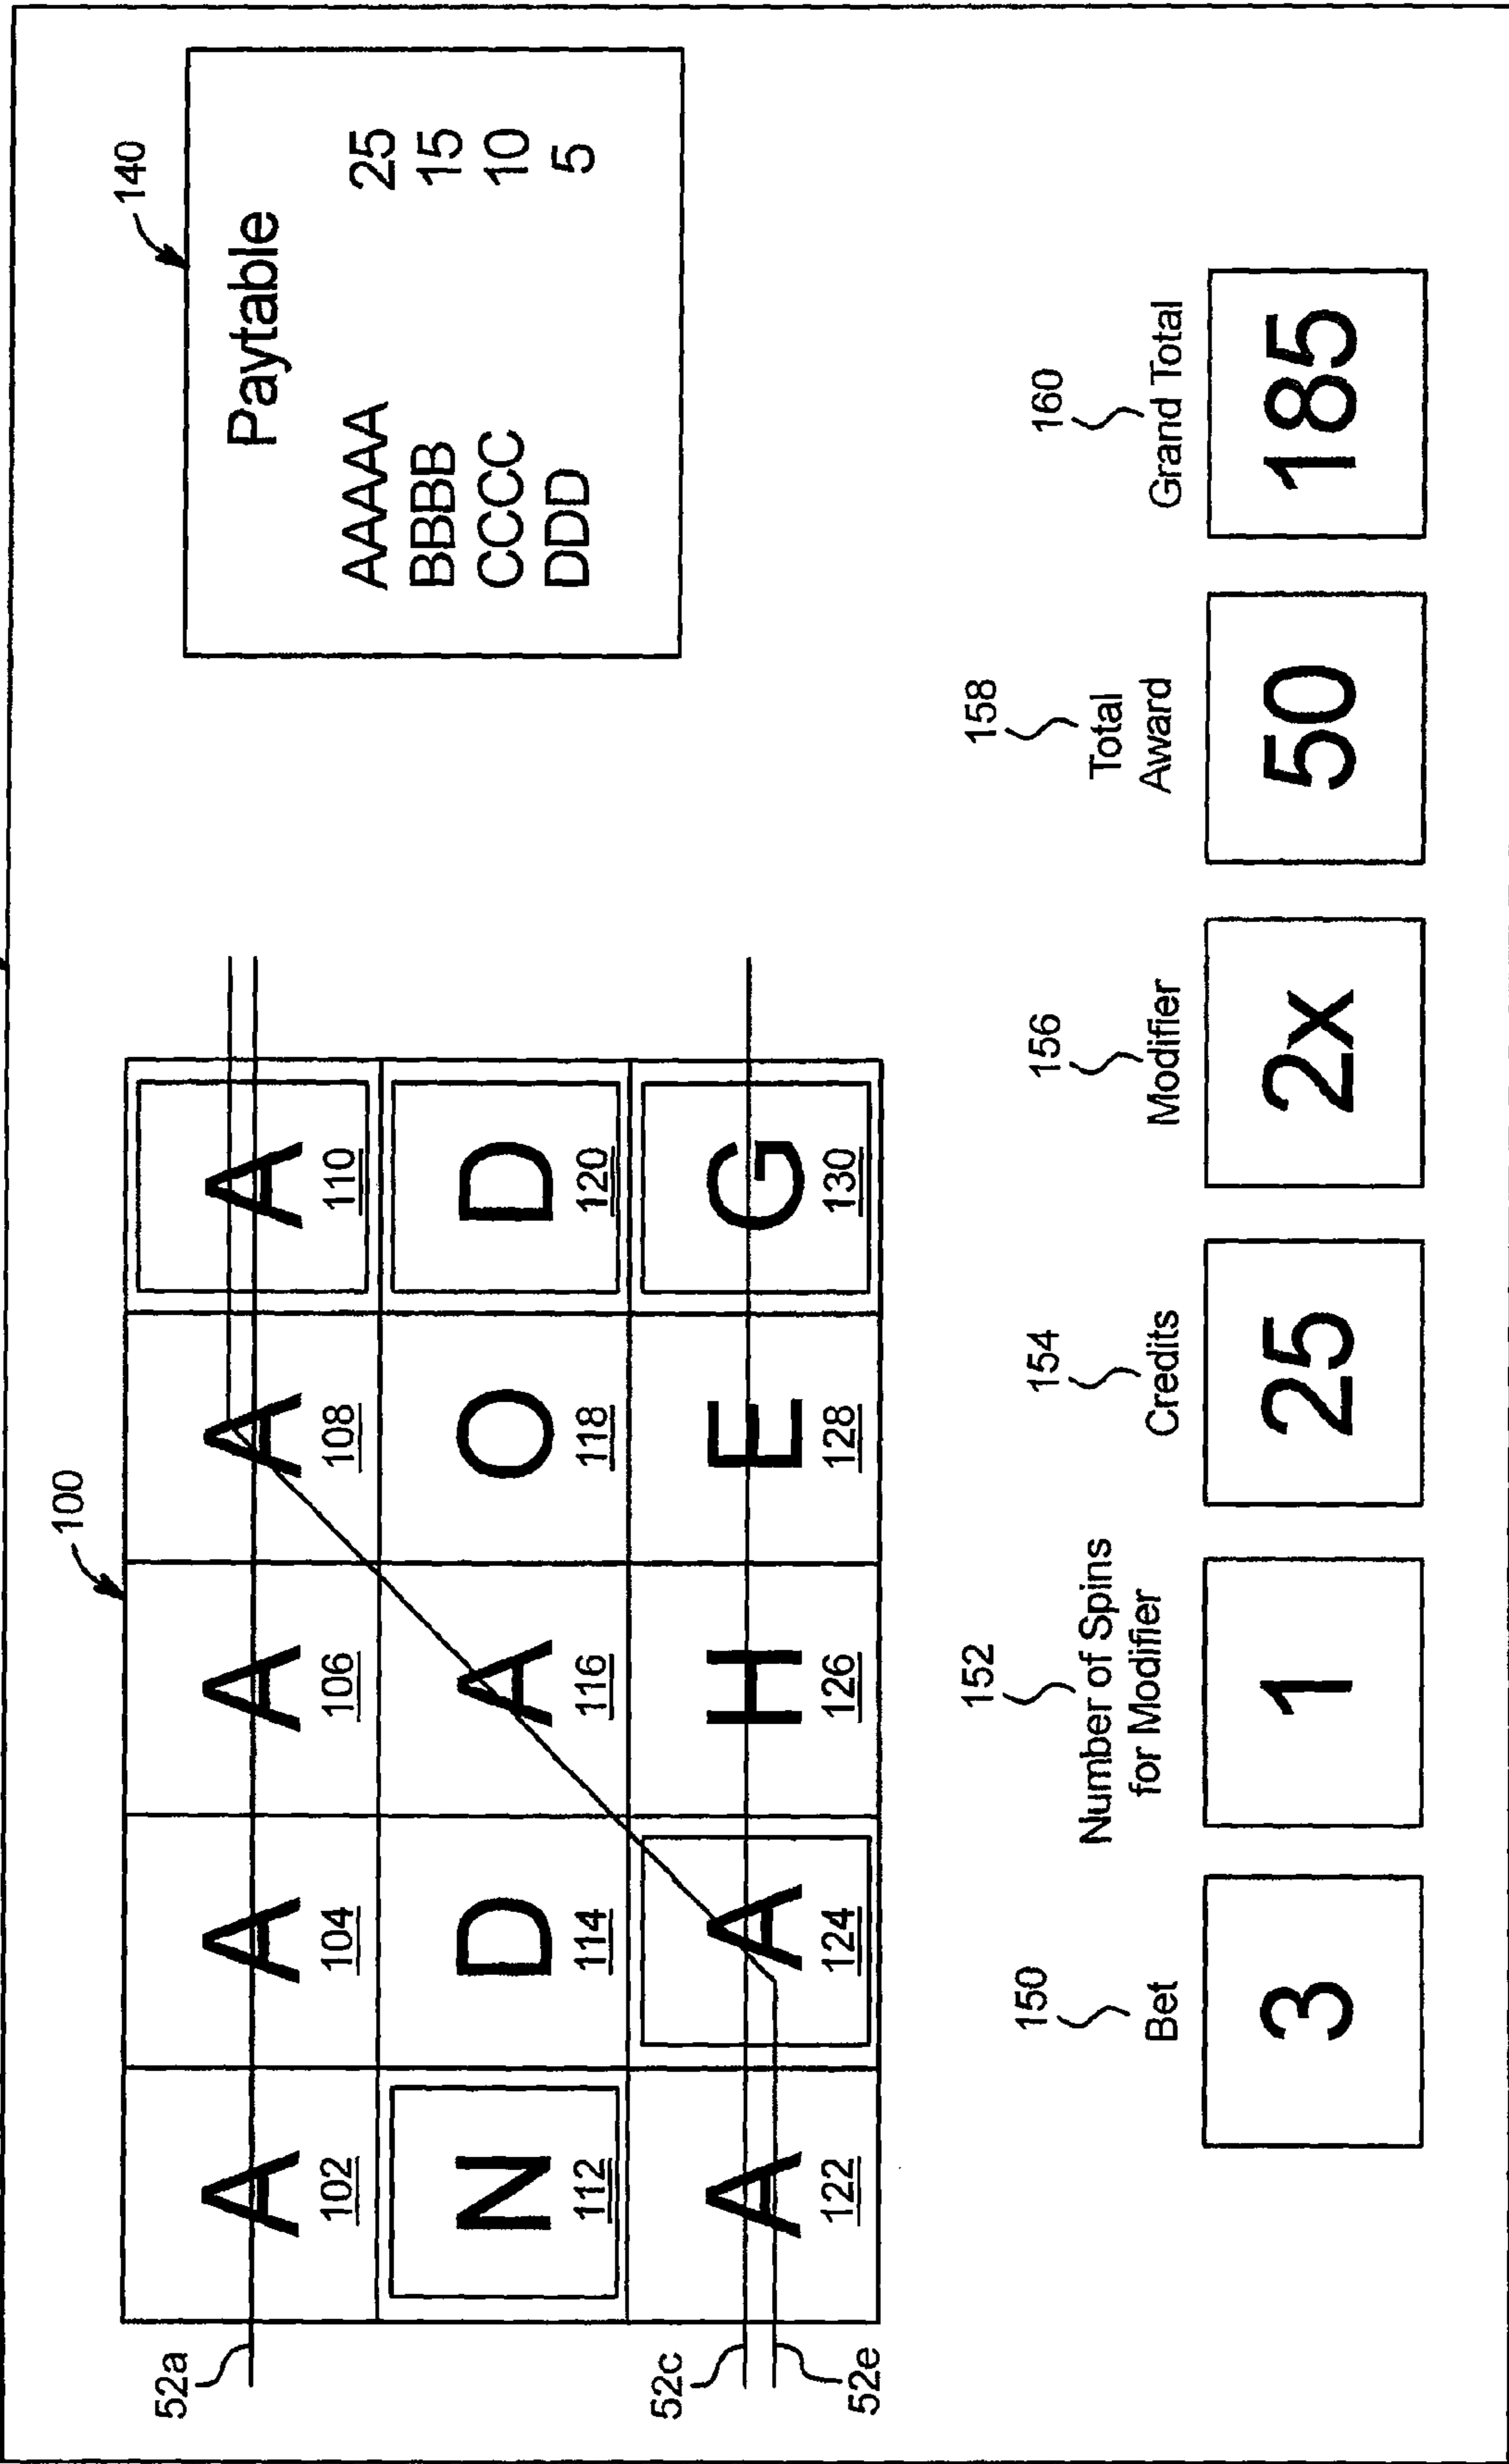 100
140
52a
A A A A A
102 104 106 108 110
N D A O D
112 114 116 118 120
52c
52e
A A H E G
122 124 126 128 130
Paytable
AAAAA 25
BBBB 15
CCCC 10
DDD 5
150
Bet
3
152
Number of Spins
for Modifier
1
154
Credits
25
156
Modifier
2x
158
Total
Award
50
160
Grand Total
185